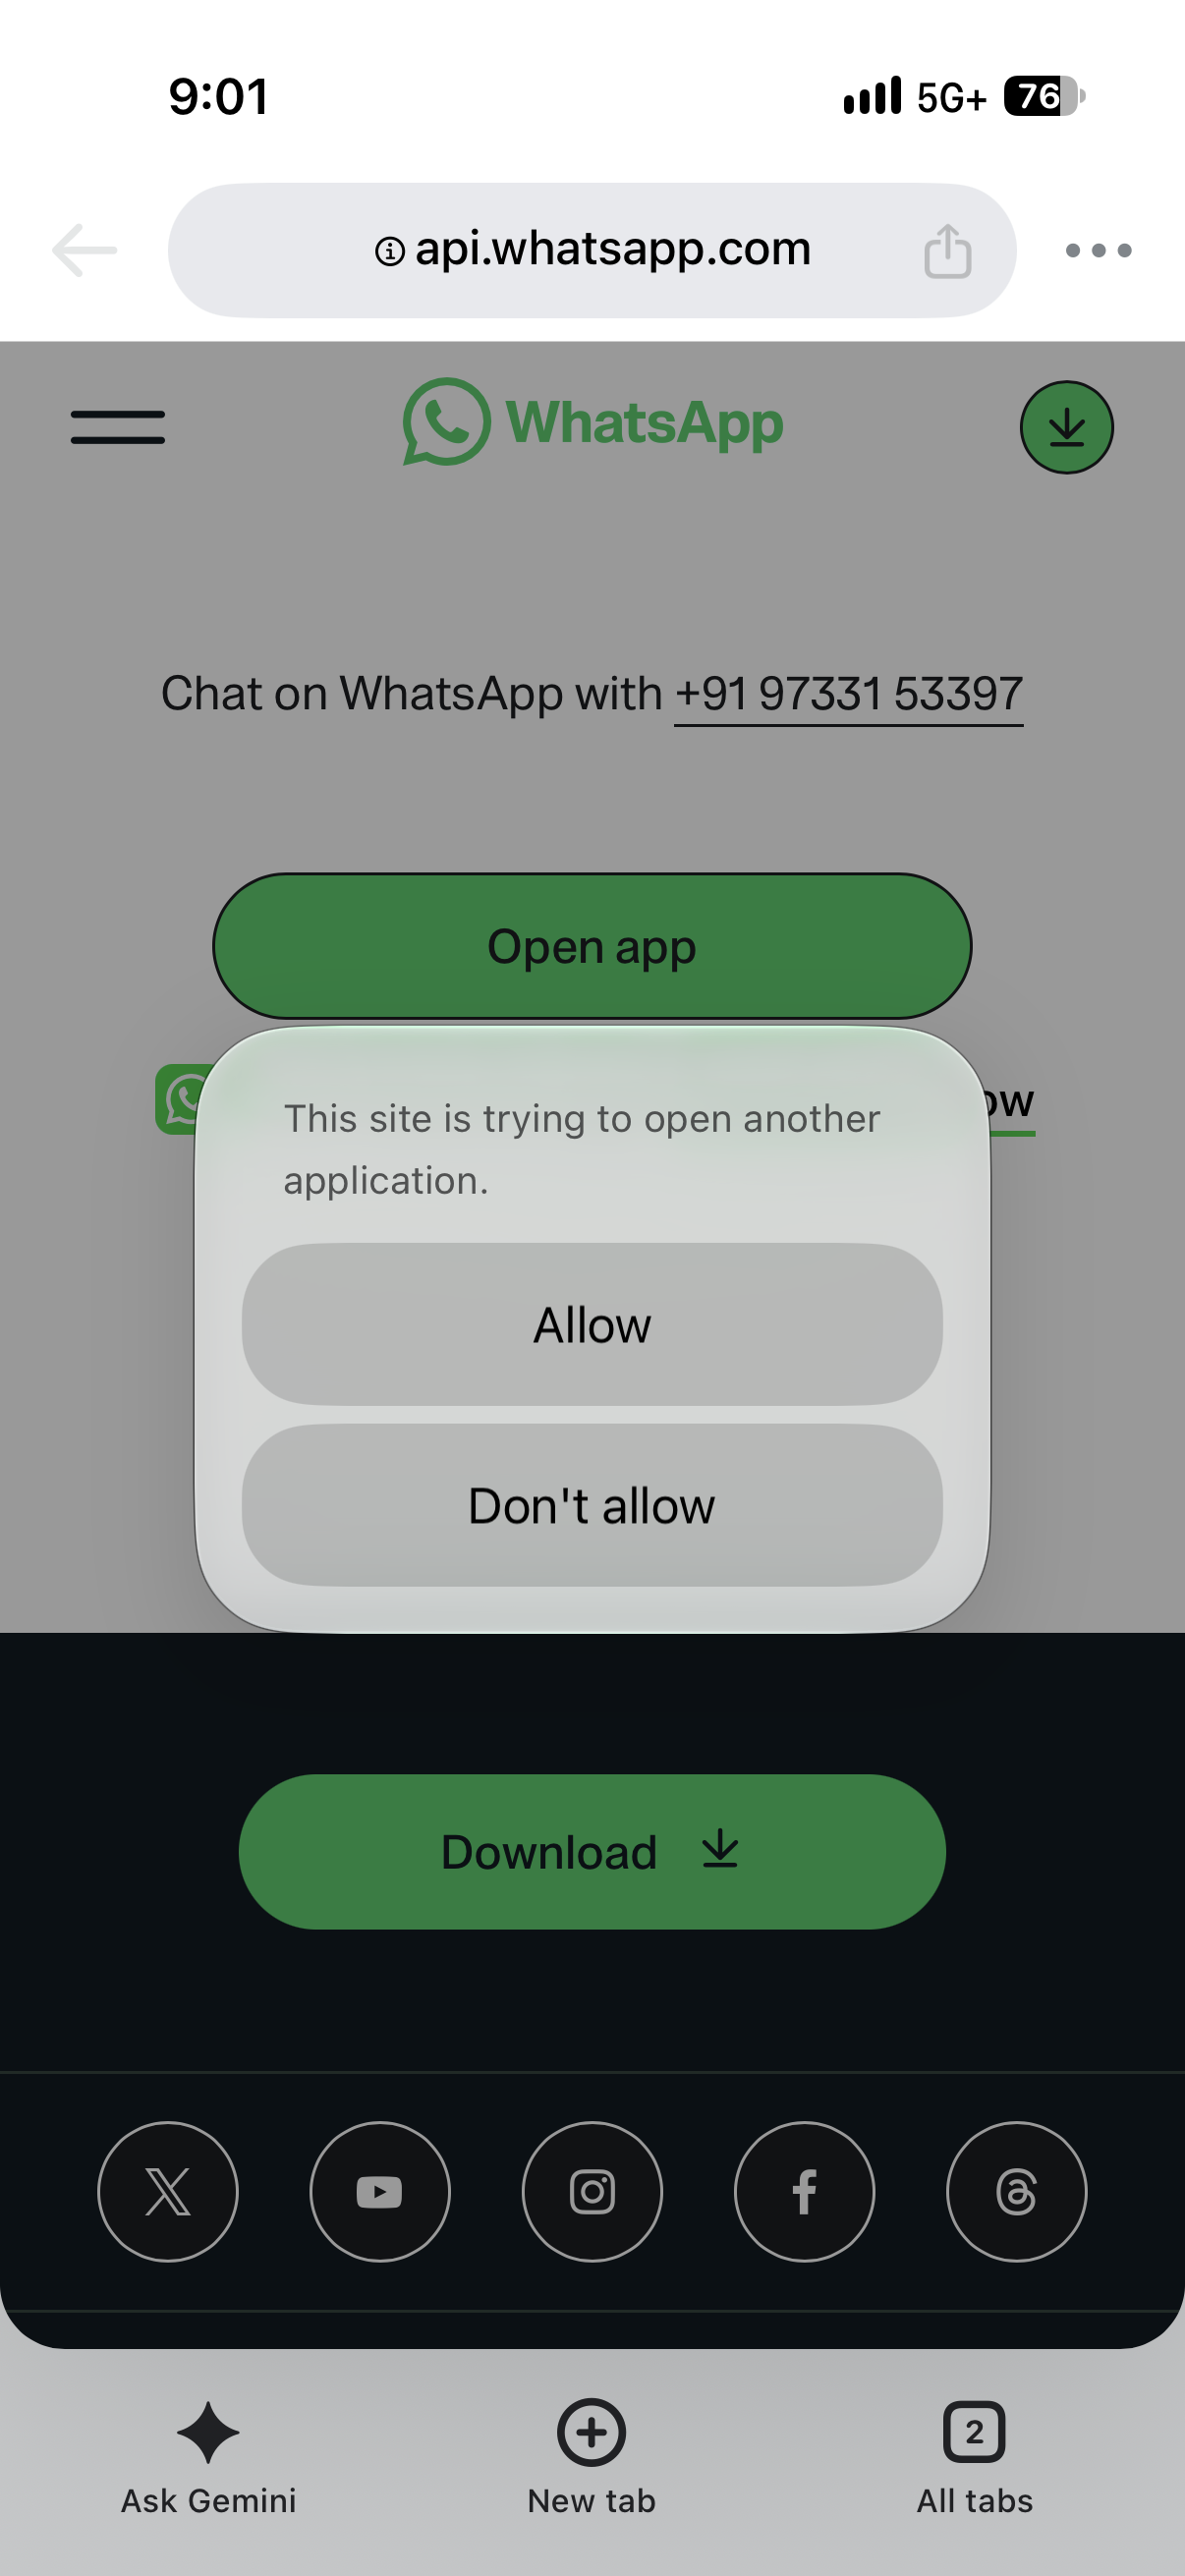 9:01
5G+
76
api.whatsapp.com
WhatsApp
Chat on WhatsApp with +91 97331 53397
Open app
This site is trying to open another
application.
Allow
Don't allow
Download
2
Ask Gemini
New tab
All tabs